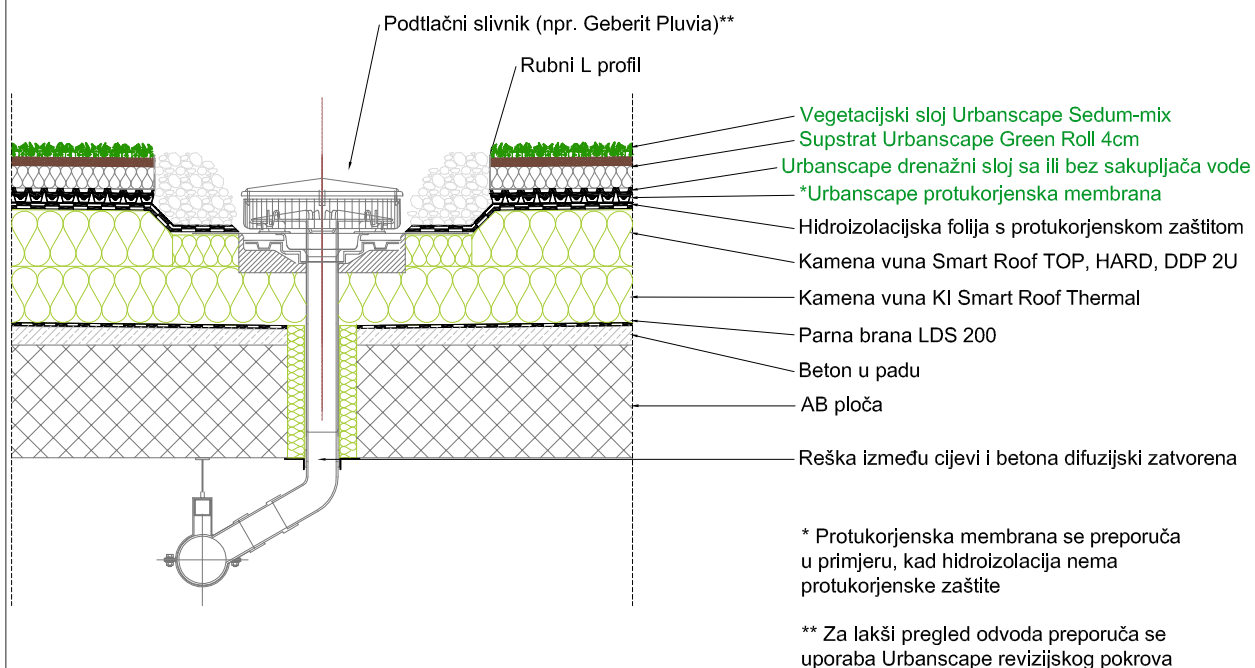 Podtlačni slivnik (npr. Geberit Pluvia)**
Rubni L profil
Vegetacijski sloj Urbanscape Sedum-mix
Supstrat Urbanscape Green Roll 4cm
Urbanscape drenažni sloj sa ili bez sakupljača vode
*Urbanscape protukorjenska membrana
Hidroizolacijska folija s protukorjenskom zaštitom
Kamena vuna Smart Roof TOP, HARD, DDP 2U
Kamena vuna KI Smart Roof Thermal
Parna brana LDS 200
Beton u padu
AB ploča
Reška između cijevi i betona difuzijski zatvorena
* Protukorjenska membrana se preporuča
u primjeru, kad hidroizolacija nema
protukorjenske zaštite
** Za lakši pregled odvoda preporuča se
uporaba Urbanscape revizijskog pokrova